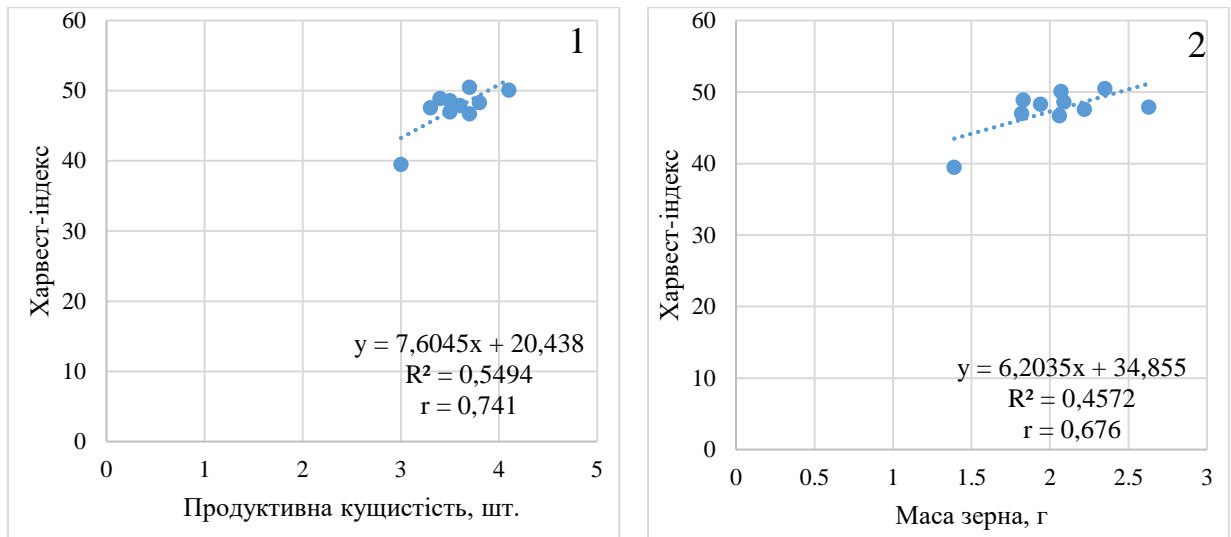 1
60
50
40
30
20
10
0
Харвест-індекс
y = 7,6045x + 20,438
R² = 0,5494
r = 0,741
0 1 2 3 4 5
Продуктивна кущистість, шт.
2
60
50
40
30
20
10
0
Харвест-індекс
y = 6,2035x + 34,855
R² = 0,4572
r = 0,676
0 0.5 1 1.5 2 2.5 3
Маса зерна, г